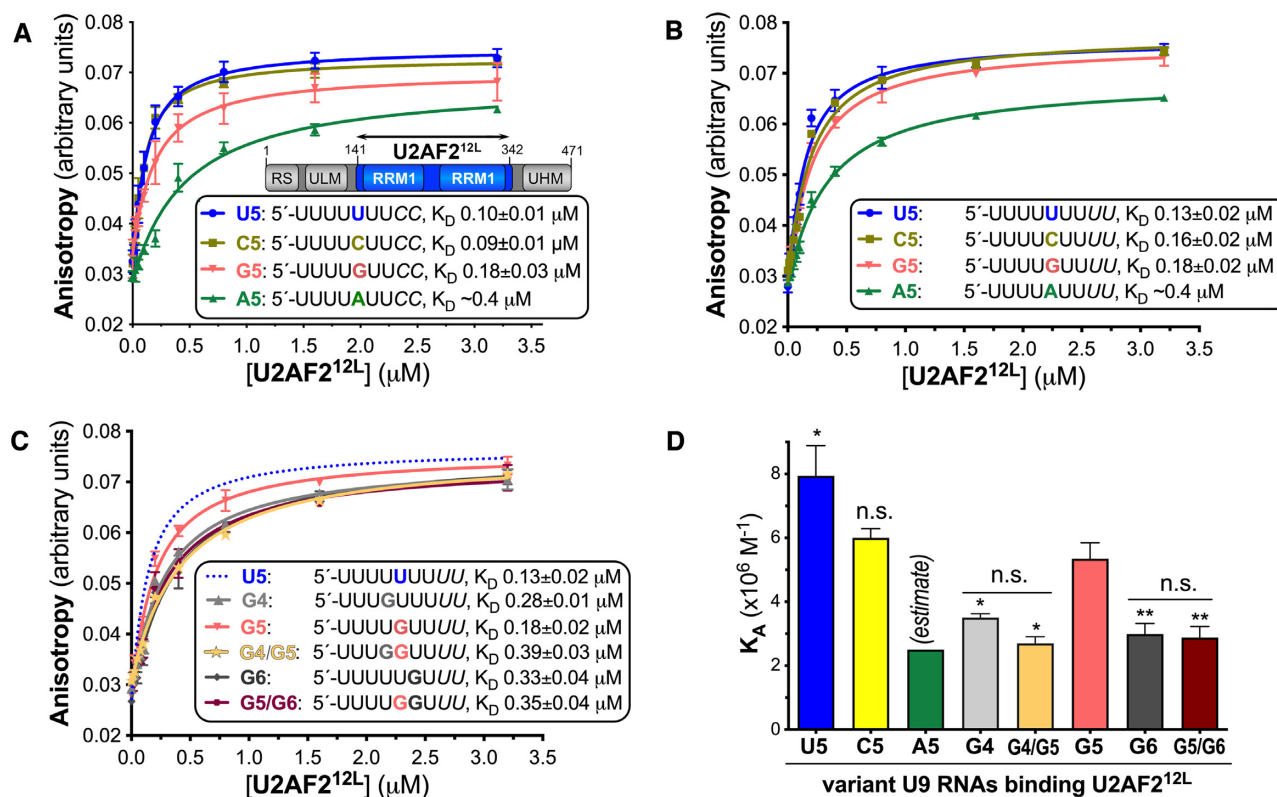 A
Anisotropy (arbitrary units)
0.08
0.07
0.06
0.05
0.04
0.03
0.02
0.0 0.5 1.0 1.5 2.0 2.5 3.0 3.5
[U2AF2¹²ᴸ] (μM)
1 141 U2AF2¹²ᴸ 342 471
RS ULM RRM1 RRM1 UHM
U5: 5´-UUUUUUUCC, K_D 0.10±0.01 μM
C5: 5´-UUUUCUUCC, K_D 0.09±0.01 μM
G5: 5´-UUUUGUUCC, K_D 0.18±0.03 μM
A5: 5´-UUUUAUUCC, K_D ~0.4 μM
B
Anisotropy (arbitrary units)
0.08
0.07
0.06
0.05
0.04
0.03
0.02
0.0 0.5 1.0 1.5 2.0 2.5 3.0 3.5
[U2AF2¹²ᴸ] (μM)
U5: 5´-UUUUUUUUU, K_D 0.13±0.02 μM
C5: 5´-UUUUCUUUU, K_D 0.16±0.02 μM
G5: 5´-UUUUGUUUU, K_D 0.18±0.02 μM
A5: 5´-UUUUAUUUU, K_D ~0.4 μM
C
Anisotropy (arbitrary units)
0.08
0.07
0.06
0.05
0.04
0.03
0.02
0.0 0.5 1.0 1.5 2.0 2.5 3.0 3.5
[U2AF2¹²ᴸ] (μM)
U5: 5´-UUUUUUUUU, K_D 0.13±0.02 μM
G4: 5´-UUUGUUUUU, K_D 0.28±0.01 μM
G5: 5´-UUUUGUUUU, K_D 0.18±0.02 μM
G4/G5: 5´-UUUGGUUUU, K_D 0.39±0.03 μM
G6: 5´-UUUUUGUUU, K_D 0.33±0.04 μM
G5/G6: 5´-UUUUGGUUU, K_D 0.35±0.04 μM
D
K_A (x10⁶ M⁻¹)
8
6
4
2
0
*
n.s.
(estimate)
n.s.
*
*
n.s.
**
**
U5 C5 A5 G4 G4/G5 G5 G6 G5/G6
variant U9 RNAs binding U2AF2¹²ᴸ